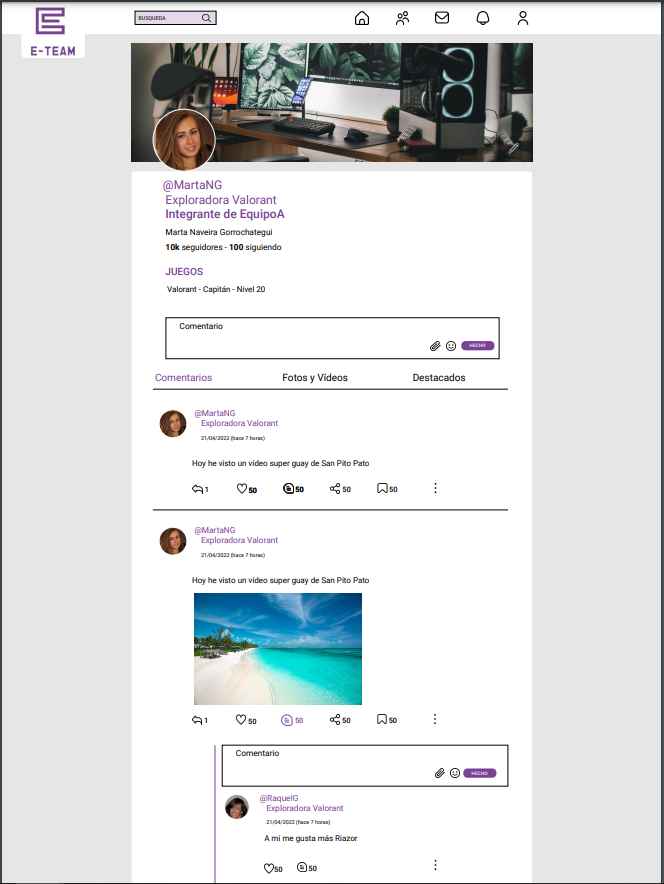 BUSQUEDA
E-TEAM
@MartaNG
Exploradora Valorant
Integrante de EquipoA
Marta Naveira Gorrochategui
10k seguidores - 100 siguiendo
JUEGOS
Valorant - Capitán - Nivel 20
Comentario
HECHO
Comentarios Fotos y Vídeos Destacados
@MartaNG
Exploradora Valorant
21/04/2022 (hace 7 horas)
Hoy he visto un vídeo super guay de San Pito Pato
1 50 50 50 50
@MartaNG
Exploradora Valorant
21/04/2022 (hace 7 horas)
Hoy he visto un vídeo super guay de San Pito Pato
1 50 50 50 50
Comentario
HECHO
@RaquelG
Exploradora Valorant
21/04/2022 (hace 7 horas)
A mi me gusta más Riazor
50 50